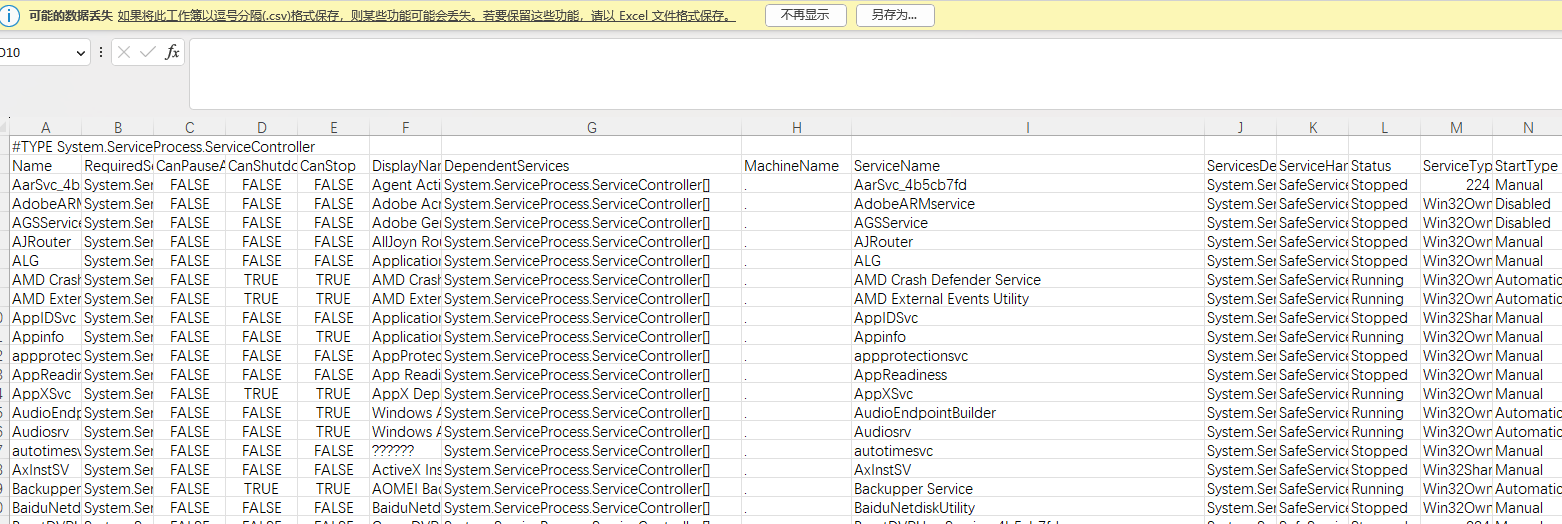 可能的数据丢失 如果将此工作簿以逗号分隔(.csv)格式保存，则某些功能可能会丢失。若要保留这些功能，请以 Excel 文件格式保存。 不再显示 另存为...
D10 fx
A B C D E F G H I J K L M N
#TYPE System.ServiceProcess.ServiceController
Name RequiredSe CanPauseA CanShutdo CanStop DisplayNam DependentServices MachineName ServiceName ServicesDe ServiceHan Status ServiceTyp StartType
AarSvc_4b System.Ser FALSE FALSE FALSE Agent Acti System.ServiceProcess.ServiceController[] . AarSvc_4b5cb7fd System.Ser SafeService Stopped 224 Manual
AdobeARM System.Ser FALSE FALSE FALSE Adobe Acr System.ServiceProcess.ServiceController[] . AdobeARMservice System.Ser SafeService Stopped Win32Own Disabled
AGSService System.Ser FALSE FALSE FALSE Adobe Ger System.ServiceProcess.ServiceController[] . AGSService System.Ser SafeService Stopped Win32Own Disabled
AJRouter System.Ser FALSE FALSE FALSE AllJoyn Rou System.ServiceProcess.ServiceController[] . AJRouter System.Ser SafeService Stopped Win32Own Manual
ALG System.Ser FALSE FALSE FALSE Application System.ServiceProcess.ServiceController[] . ALG System.Ser SafeService Stopped Win32Own Manual
AMD Crash System.Ser FALSE TRUE TRUE AMD Crash System.ServiceProcess.ServiceController[] . AMD Crash Defender Service System.Ser SafeService Running Win32Own Automatic
AMD Exter System.Ser FALSE TRUE TRUE AMD Exter System.ServiceProcess.ServiceController[] . AMD External Events Utility System.Ser SafeService Running Win32Own Automatic
AppIDSvc System.Ser FALSE FALSE FALSE Application System.ServiceProcess.ServiceController[] . AppIDSvc System.Ser SafeService Stopped Win32Shar Manual
Appinfo System.Ser FALSE FALSE TRUE Application System.ServiceProcess.ServiceController[] . Appinfo System.Ser SafeService Running Win32Own Manual
appprotec System.Ser FALSE FALSE FALSE AppProtec System.ServiceProcess.ServiceController[] . appprotectionsvc System.Ser SafeService Stopped Win32Own Manual
AppReadin System.Ser FALSE FALSE FALSE App Readi System.ServiceProcess.ServiceController[] . AppReadiness System.Ser SafeService Stopped Win32Own Manual
AppXSvc System.Ser FALSE TRUE TRUE AppX Dep System.ServiceProcess.ServiceController[] . AppXSvc System.Ser SafeService Running Win32Own Manual
AudioEndp System.Ser FALSE FALSE TRUE Windows A System.ServiceProcess.ServiceController[] . AudioEndpointBuilder System.Ser SafeService Running Win32Own Automatic
Audiosrv System.Ser FALSE FALSE TRUE Windows A System.ServiceProcess.ServiceController[] . Audiosrv System.Ser SafeService Running Win32Own Automatic
autotimesv System.Ser FALSE FALSE FALSE ?????? System.ServiceProcess.ServiceController[] . autotimesvc System.Ser SafeService Stopped Win32Own Manual
AxInstSV System.Ser FALSE FALSE FALSE ActiveX Ins System.ServiceProcess.ServiceController[] . AxInstSV System.Ser SafeService Stopped Win32Shar Manual
Backupper System.Ser FALSE TRUE TRUE AOMEI Bac System.ServiceProcess.ServiceController[] . Backupper Service System.Ser SafeService Running Win32Own Automatic
BaiduNetd System.Ser FALSE FALSE FALSE BaiduNetd System.ServiceProcess.ServiceController[] . BaiduNetdiskUtility System.Ser SafeService Stopped Win32Own Manual